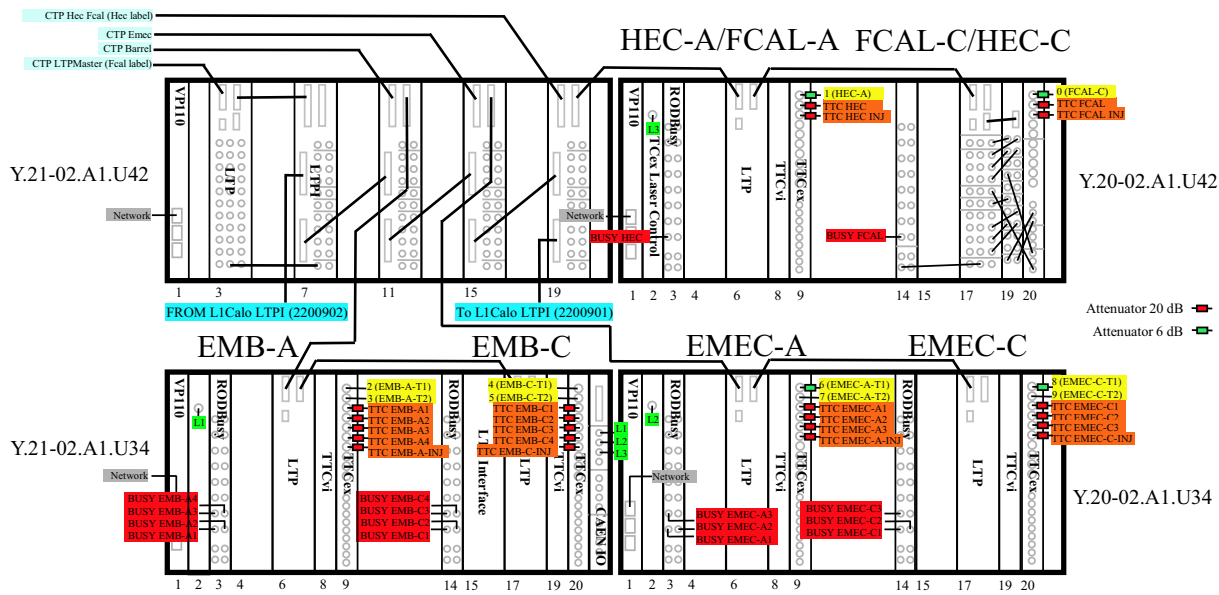 CTP Hec Fcal (Hec label)
CTP Emec
CTP Barrel
CTP LTPMaster (Fcal label)
HEC-A/FCAL-A
FCAL-C/HEC-C
Y.21-02.A1.U42
VP110
LTP
LTPI
Network
1 3 7 11 15 19
FROM L1Calo LTPI (2200902)
To L1Calo LTPI (2200901)
VP110
L3
TCex Laser Control
RODBusy
LTP
TTCvi
TTCex
1 (HEC-A)
TTC HEC
TTC HEC INJ
0 (FCAL-C)
TTC FCAL
TTC FCAL INJ
Network
BUSY HEC
BUSY FCAL
Y.20-02.A1.U42
1 2 3 4 6 8 9 14 15 17 19 20
Attenuator 20 dB
Attenuator 6 dB
EMB-A
EMB-C
EMEC-A
EMEC-C
Y.21-02.A1.U34
VP110
L1
RODBusy
LTP
TTCvi
TTCex
2 (EMB-A-T1)
3 (EMB-A-T2)
TTC EMB-A1
TTC EMB-A2
TTC EMB-A3
TTC EMB-A4
TTC EMB-A-INJ
RODBusy
Interface
LTP
TTCvi
TTCex
4 (EMB-C-T1)
5 (EMB-C-T2)
TTC EMB-C1
TTC EMB-C2
TTC EMB-C3
TTC EMB-C4
TTC EMB-C-INJ
L1
L2
L3
CAEN IO
Network
BUSY EMB-A4
BUSY EMB-A3
BUSY EMB-A2
BUSY EMB-A1
BUSY EMB-C4
BUSY EMB-C3
BUSY EMB-C2
BUSY EMB-C1
1 2 3 4 6 8 9 14 15 17 19 20
VP110
L2
RODBusy
LTP
TTCvi
TTCex
6 (EMEC-A-T1)
7 (EMEC-A-T2)
TTC EMEC-A1
TTC EMEC-A2
TTC EMEC-A3
TTC EMEC-A-INJ
RODBusy
LTP
TTCvi
TTCex
8 (EMEC-C-T1)
9 (EMEC-C-T2)
TTC EMEC-C1
TTC EMEC-C2
TTC EMEC-C3
TTC EMEC-C-INJ
Network
BUSY EMEC-A3
BUSY EMEC-A2
BUSY EMEC-A1
BUSY EMEC-C3
BUSY EMEC-C2
BUSY EMEC-C1
Y.20-02.A1.U34
1 2 3 4 6 8 9 14 15 17 19 20